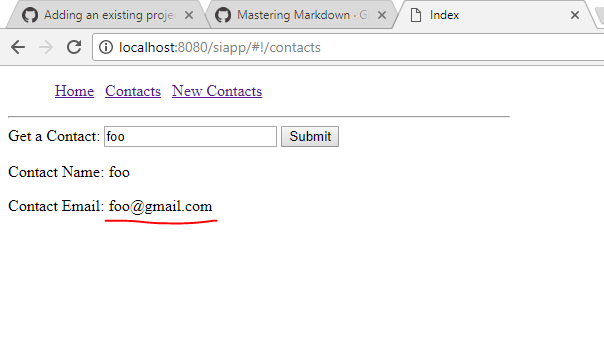 Adding an existing proje
Mastering Markdown · G
Index
localhost:8080/siapp/#!/contacts
Home Contacts New Contacts
Get a Contact: foo Submit
Contact Name: foo
Contact Email: foo@gmail.com